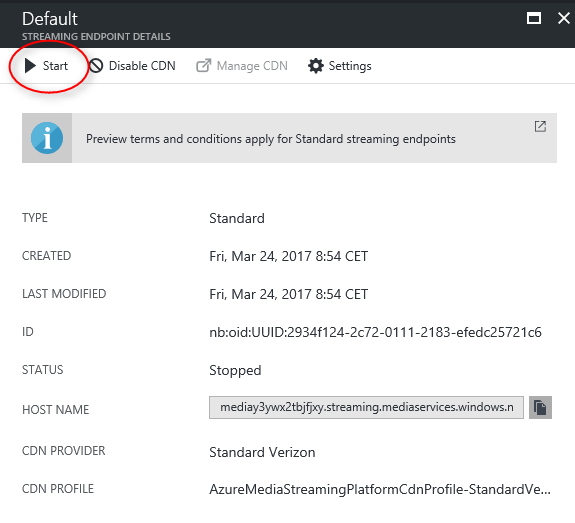 Default
STREAMING ENDPOINT DETAILS
Start Disable CDN Manage CDN Settings
Preview terms and conditions apply for Standard streaming endpoints
TYPE Standard
CREATED Fri, Mar 24, 2017 8:54 CET
LAST MODIFIED Fri, Mar 24, 2017 8:54 CET
ID nb:oid:UUID:2934f124-2c72-0111-2183-efedc25721c6
STATUS Stopped
HOST NAME mediay3ywx2tbjfjxy.streaming.mediaservices.windows.n
CDN PROVIDER Standard Verizon
CDN PROFILE AzureMediaStreamingPlatformCdnProfile-StandardVe...